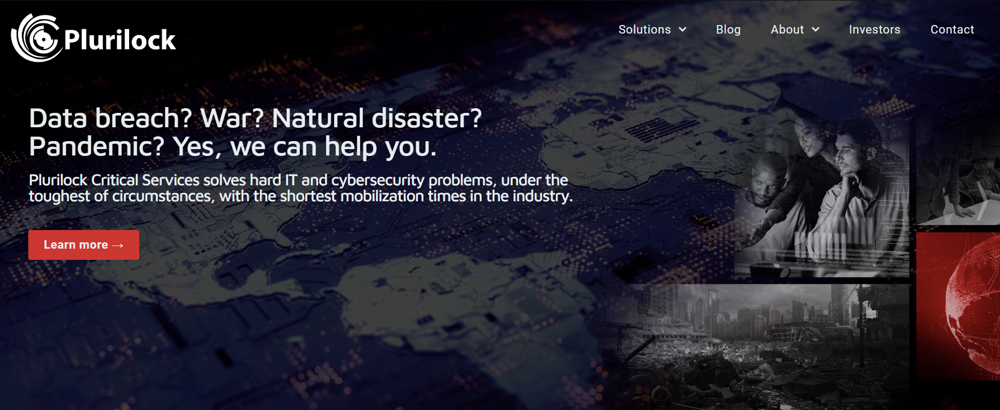 Plurilock
Solutions
Blog
About
Investors
Contact
Data breach? War? Natural disaster?
Pandemic? Yes, we can help you.
Plurilock Critical Services solves hard IT and cybersecurity problems, under the
toughest of circumstances, with the shortest mobilization times in the industry.
Learn more →